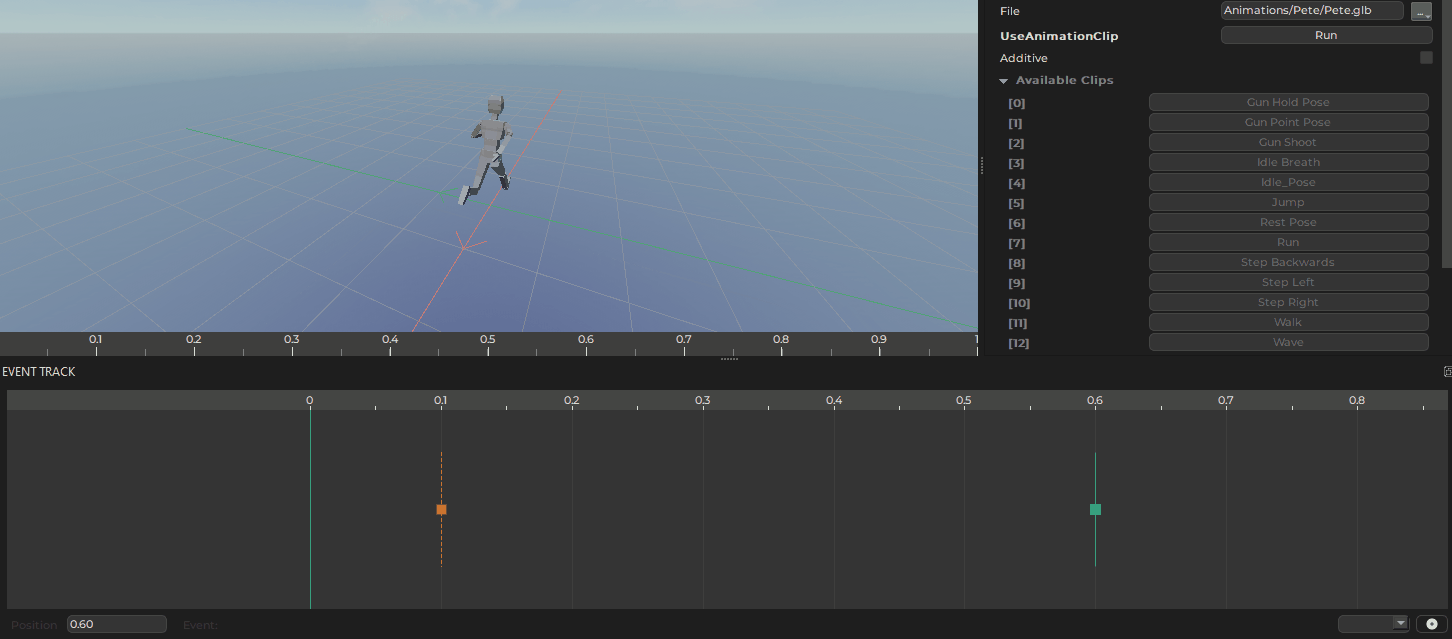 File Animations/Pete/Pete.glb ...
UseAnimationClip Run
Additive
Available Clips
[0] Gun Hold Pose
[1] Gun Point Pose
[2] Gun Shoot
[3] Idle Breath
[4] Idle_Pose
[5] Jump
[6] Rest Pose
[7] Run
[8] Step Backwards
[9] Step Left
[10] Step Right
[11] Walk
[12] Wave
0.1 0.2 0.3 0.4 0.5 0.6 0.7 0.8 0.9 1
EVENT TRACK
0 0.1 0.2 0.3 0.4 0.5 0.6 0.7 0.8
Position 0.60 Event: